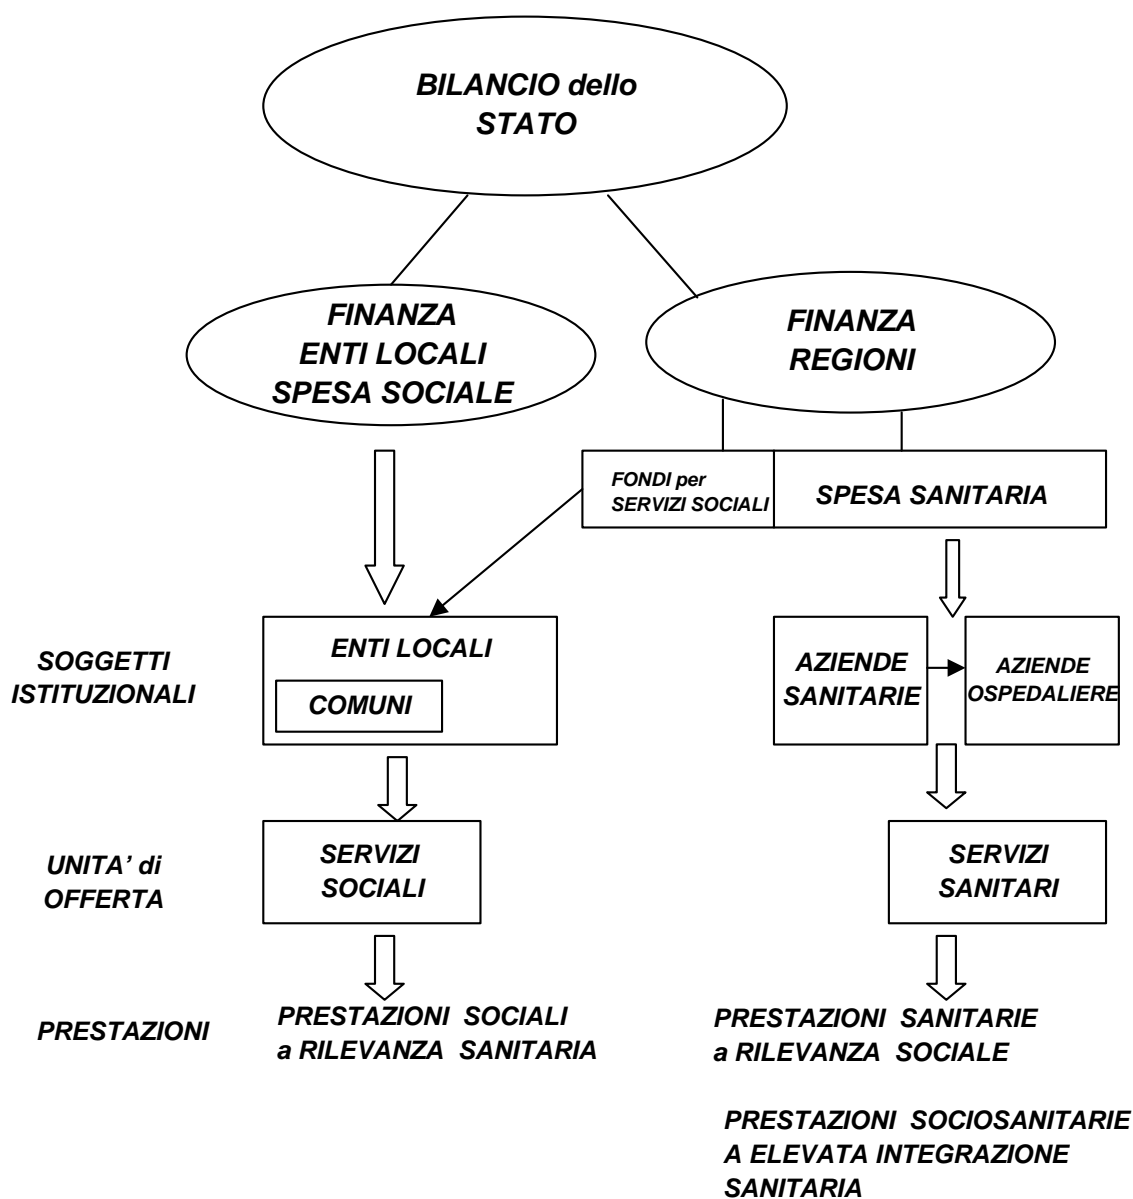 BILANCIO dello
STATO
FINANZA
ENTI LOCALI
SPESA SOCIALE
FINANZA
REGIONI
FONDI per
SERVIZI SOCIALI
SPESA SANITARIA
SOGGETTI
ISTITUZIONALI
ENTI LOCALI
COMUNI
AZIENDE
SANITARIE
AZIENDE
OSPEDALIERE
UNITA’ di
OFFERTA
SERVIZI
SOCIALI
SERVIZI
SANITARI
PRESTAZIONI
PRESTAZIONI SOCIALI
a RILEVANZA SANITARIA
PRESTAZIONI SANITARIE
a RILEVANZA SOCIALE
PRESTAZIONI SOCIOSANITARIE
A ELEVATA INTEGRAZIONE
SANITARIA